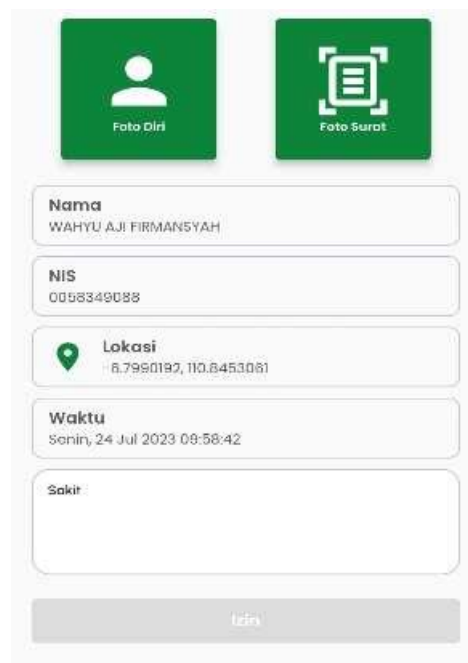 Foto Diri
Foto Surat
Nama
WAHYU AJI FIRMANSYAH
NIS
0058349088
Lokasi
-6.7990192, 110.8453061
Waktu
Senin, 24 Jul 2023 09:58:42
Sakit
Izin